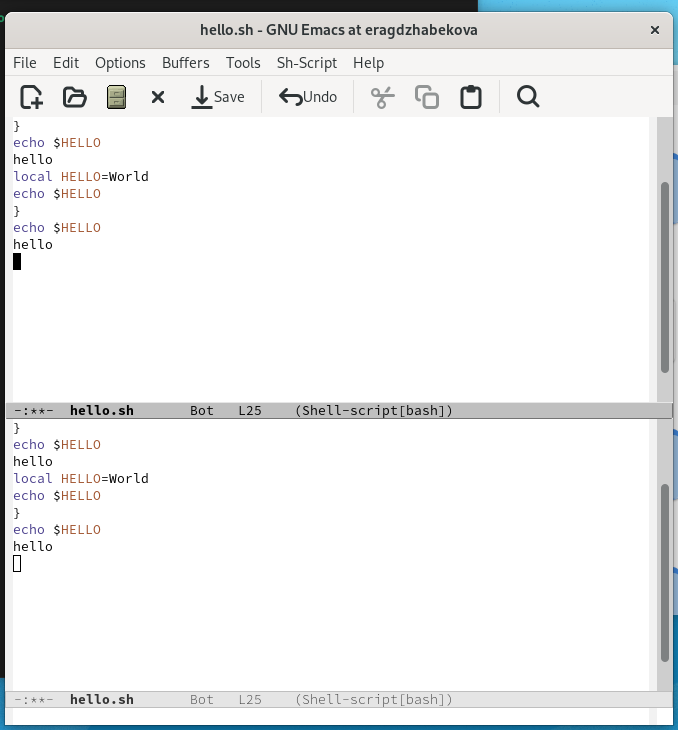 hello.sh - GNU Emacs at eragdzhabekova
File Edit Options Buffers Tools Sh-Script Help
Save Undo
}
echo $HELLO
hello
local HELLO=World
echo $HELLO
}
echo $HELLO
hello
-:**- hello.sh Bot L25 (Shell-script[bash])
}
echo $HELLO
hello
local HELLO=World
echo $HELLO
}
echo $HELLO
hello
-:**- hello.sh Bot L25 (Shell-script[bash])